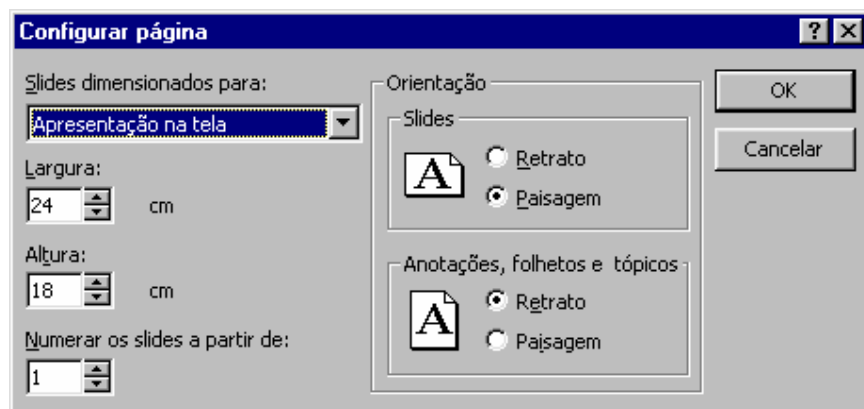 Configurar página
Slides dimensionados para:
Apresentação na tela
Largura:
24 cm
Altura:
18 cm
Numerar os slides a partir de:
1
Orientação
Slides
A
Retrato
Paisagem
Anotações, folhetos e tópicos
A
Retrato
Paisagem
OK
Cancelar